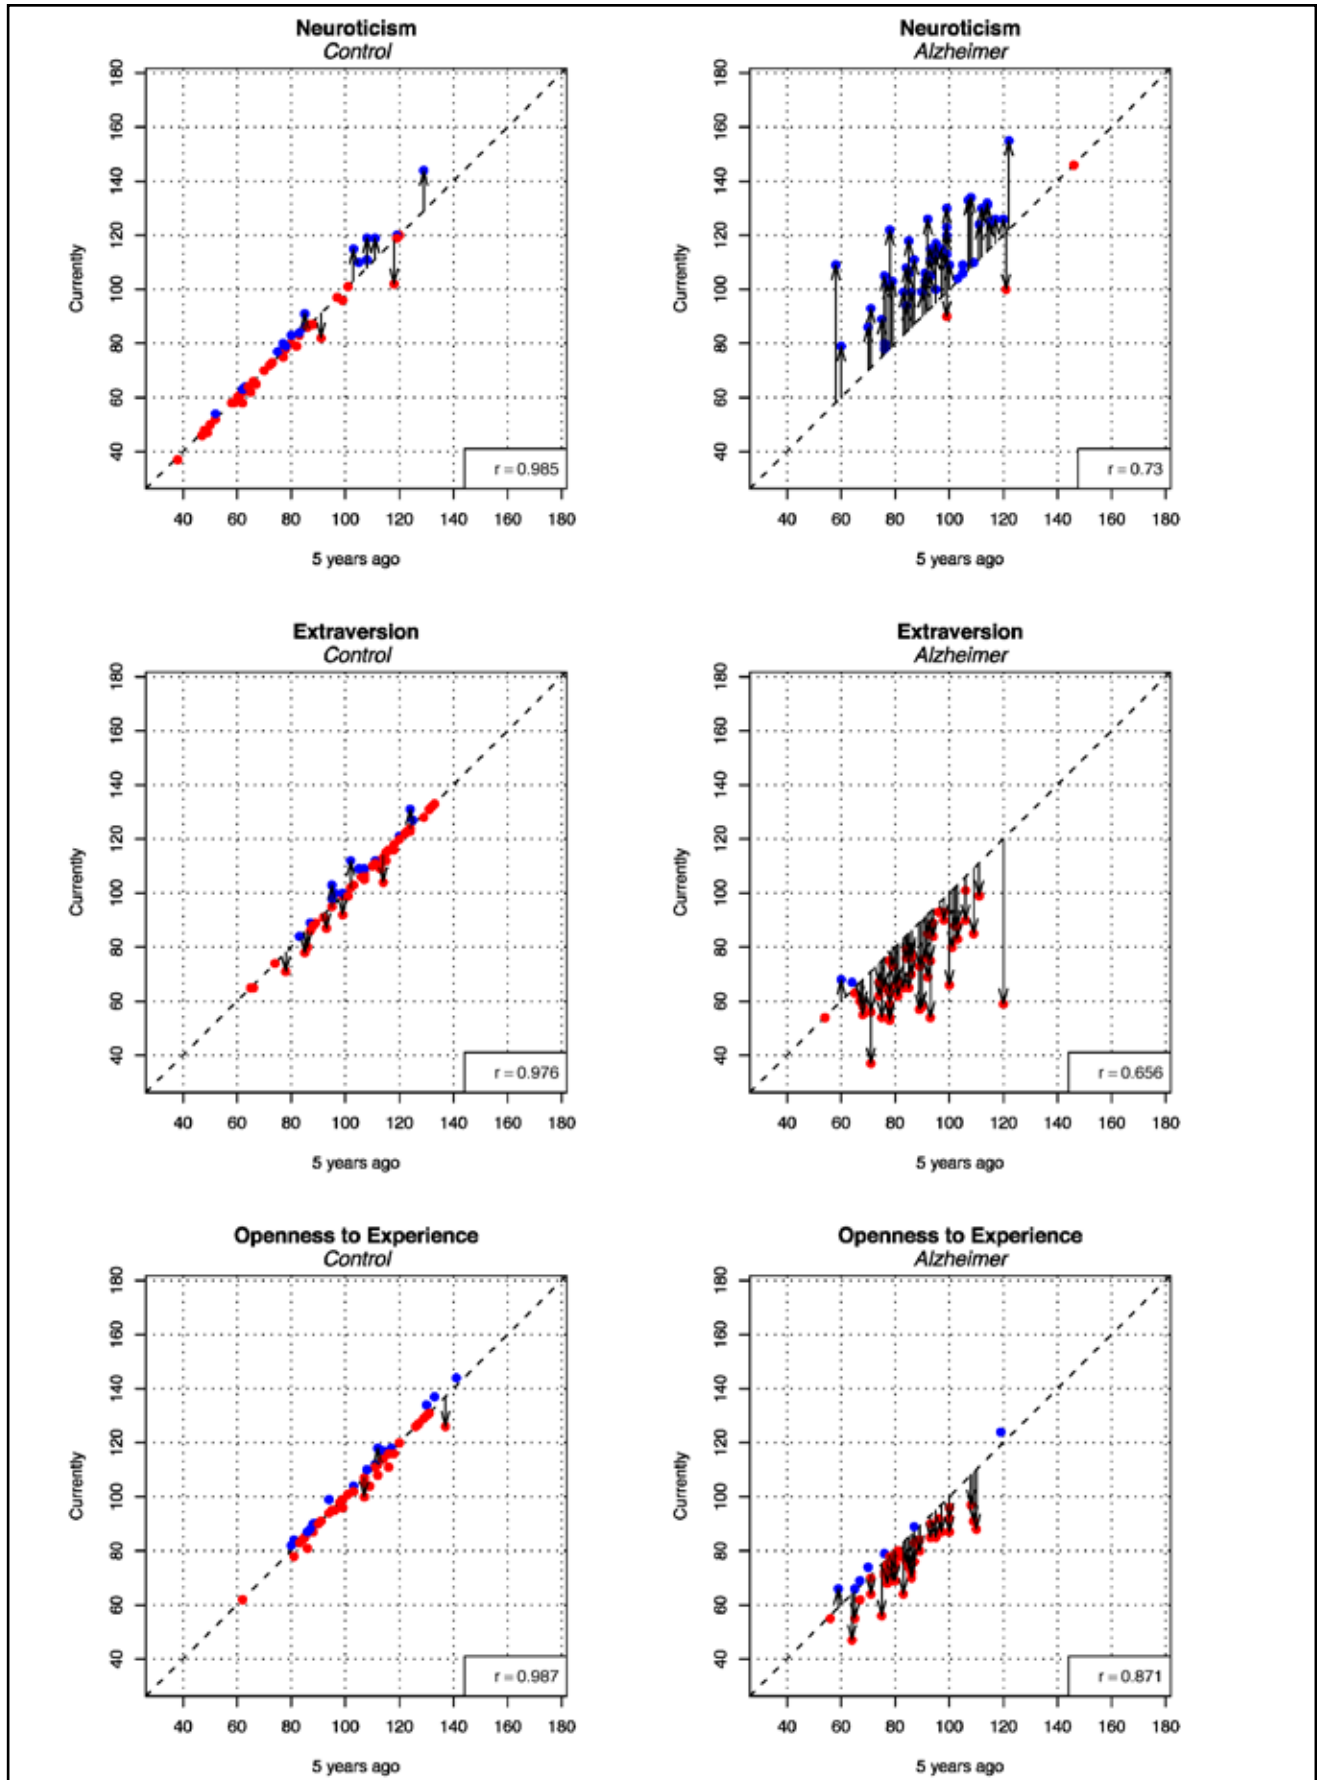 Neuroticism
Control
Currently
180
160
140
120
100
80
60
40
r = 0.985
40 60 80 100 120 140 160 180
5 years ago
Neuroticism
Alzheimer
Currently
180
160
140
120
100
80
60
40
r = 0.73
40 60 80 100 120 140 160 180
5 years ago
Extraversion
Control
Currently
180
160
140
120
100
80
60
40
r = 0.976
40 60 80 100 120 140 160 180
5 years ago
Extraversion
Alzheimer
Currently
180
160
140
120
100
80
60
40
r = 0.656
40 60 80 100 120 140 160 180
5 years ago
Openness to Experience
Control
Currently
180
160
140
120
100
80
60
40
r = 0.987
40 60 80 100 120 140 160 180
5 years ago
Openness to Experience
Alzheimer
Currently
180
160
140
120
100
80
60
40
r = 0.871
40 60 80 100 120 140 160 180
5 years ago